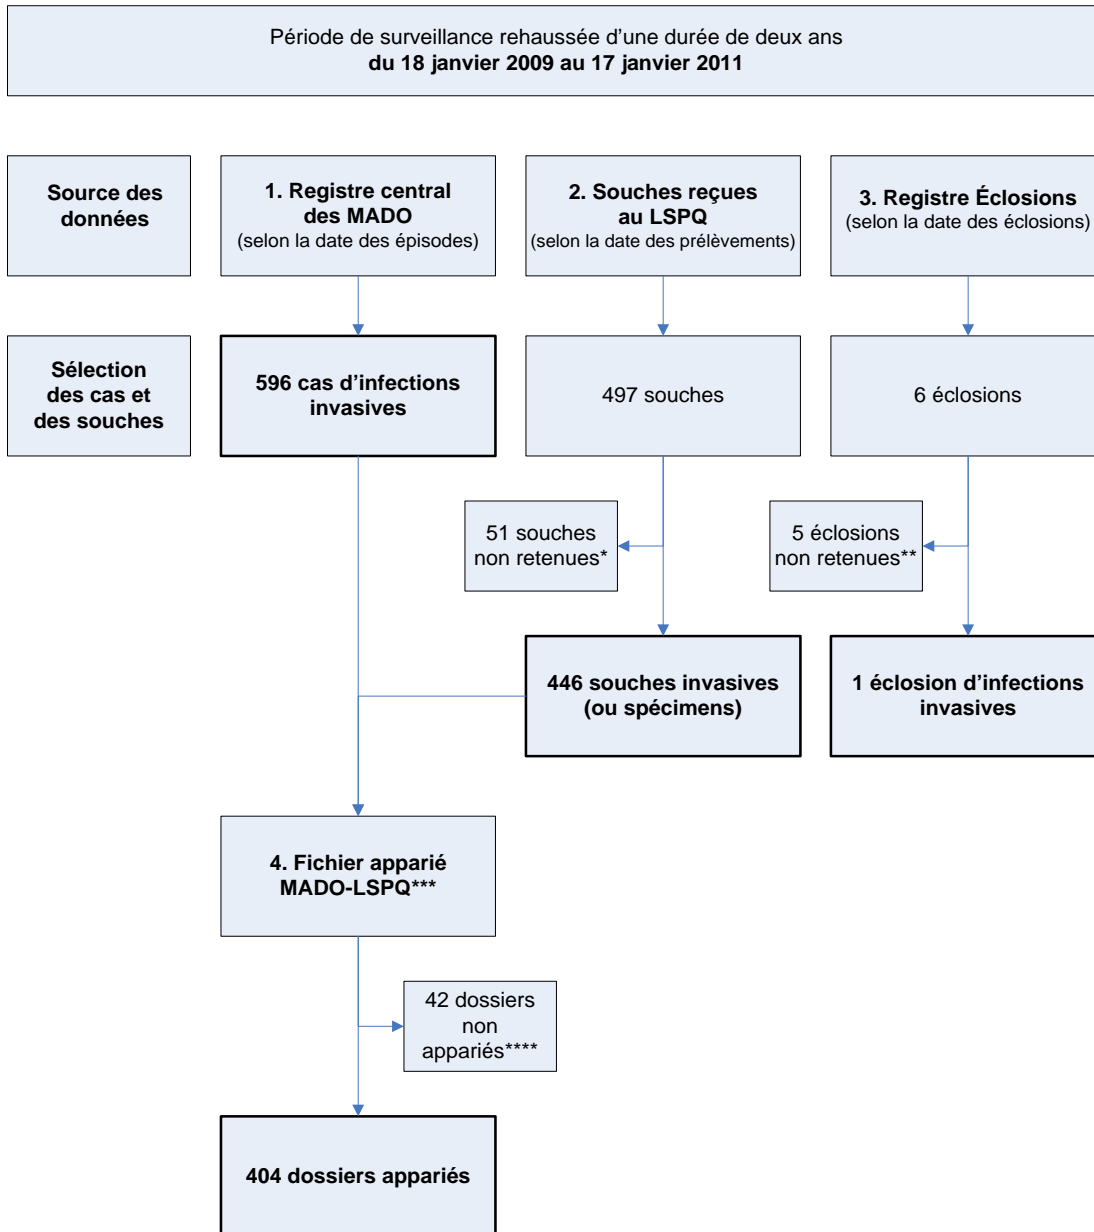 Période de surveillance rehaussée d’une durée de deux ans
du 18 janvier 2009 au 17 janvier 2011
Source des
données
1. Registre central
des MADO
(selon la date des épisodes)
2. Souches reçues
au LSPQ
(selon la date des prélèvements)
3. Registre Éclosions
(selon la date des éclosions)
Sélection
des cas et
des souches
596 cas d’infections
invasives
497 souches
6 éclosions
51 souches
non retenues*
5 éclosions
non retenues**
446 souches invasives
(ou spécimens)
1 éclosion d’infections
invasives
4. Fichier apparié
MADO-LSPQ***
42 dossiers
non
appariés****
404 dossiers appariés